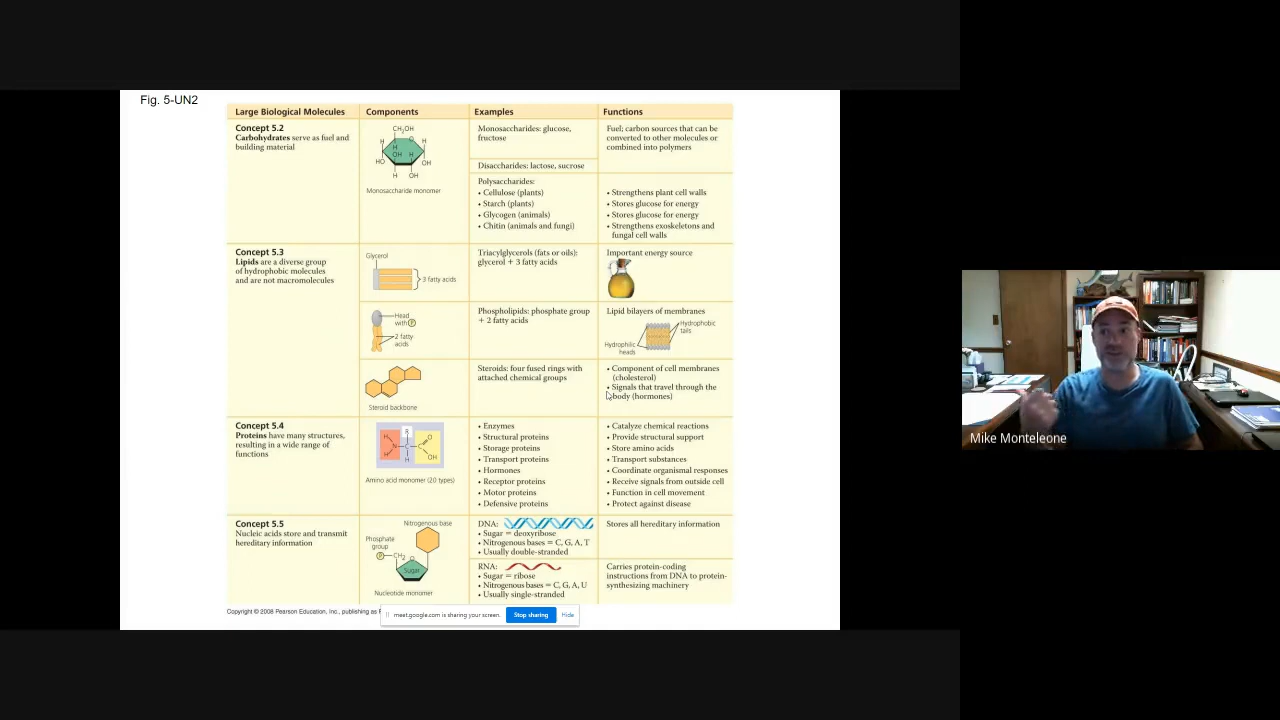 Fig. 5-UN2
Large Biological Molecules Components Examples Functions
Concept 5.2
Carbohydrates serve as fuel and
building material
CH₂OH
H O H
H
OH H
HO OH
H OH
Monosaccharide monomer
Monosaccharides: glucose,
fructose
Disaccharides: lactose, sucrose
Polysaccharides:
• Cellulose (plants)
• Starch (plants)
• Glycogen (animals)
• Chitin (animals and fungi)
Fuel; carbon sources that can be
converted to other molecules or
combined into polymers
• Strengthens plant cell walls
• Stores glucose for energy
• Stores glucose for energy
• Strengthens exoskeletons and
fungal cell walls
Concept 5.3
Lipids are a diverse group
of hydrophobic molecules
and are not macromolecules
Glycerol
3 fatty acids
Triacylglycerols (fats or oils):
glycerol + 3 fatty acids
Important energy source
Head
with P
2 fatty
acids
Phospholipids: phosphate group
+ 2 fatty acids
Lipid bilayers of membranes
Hydrophobic
tails
Hydrophilic
heads
Steroid backbone
Steroids: four fused rings with
attached chemical groups
• Component of cell membranes
(cholesterol)
• Signals that travel through the
body (hormones)
Concept 5.4
Proteins have many structures,
resulting in a wide range of
functions
R
H O
N C C
H H OH
Amino acid monomer (20 types)
• Enzymes
• Structural proteins
• Storage proteins
• Transport proteins
• Hormones
• Receptor proteins
• Motor proteins
• Defensive proteins
• Catalyze chemical reactions
• Provide structural support
• Store amino acids
• Transport substances
• Coordinate organismal responses
• Receive signals from outside cell
• Function in cell movement
• Protect against disease
Concept 5.5
Nucleic acids store and transmit
hereditary information
Nitrogenous base
Phosphate
group
P CH₂ O
Sugar
Nucleotide monomer
DNA:
• Sugar = deoxyribose
• Nitrogenous bases = C, G, A, T
• Usually double-stranded
Stores all hereditary information
RNA:
• Sugar = ribose
• Nitrogenous bases = C, G, A, U
• Usually single-stranded
Carries protein-coding
instructions from DNA to protein-
synthesizing machinery
Copyright © 2008 Pearson Education, Inc., publishing as
meet.google.com is sharing your screen. Stop sharing Hide
Mike Monteleone